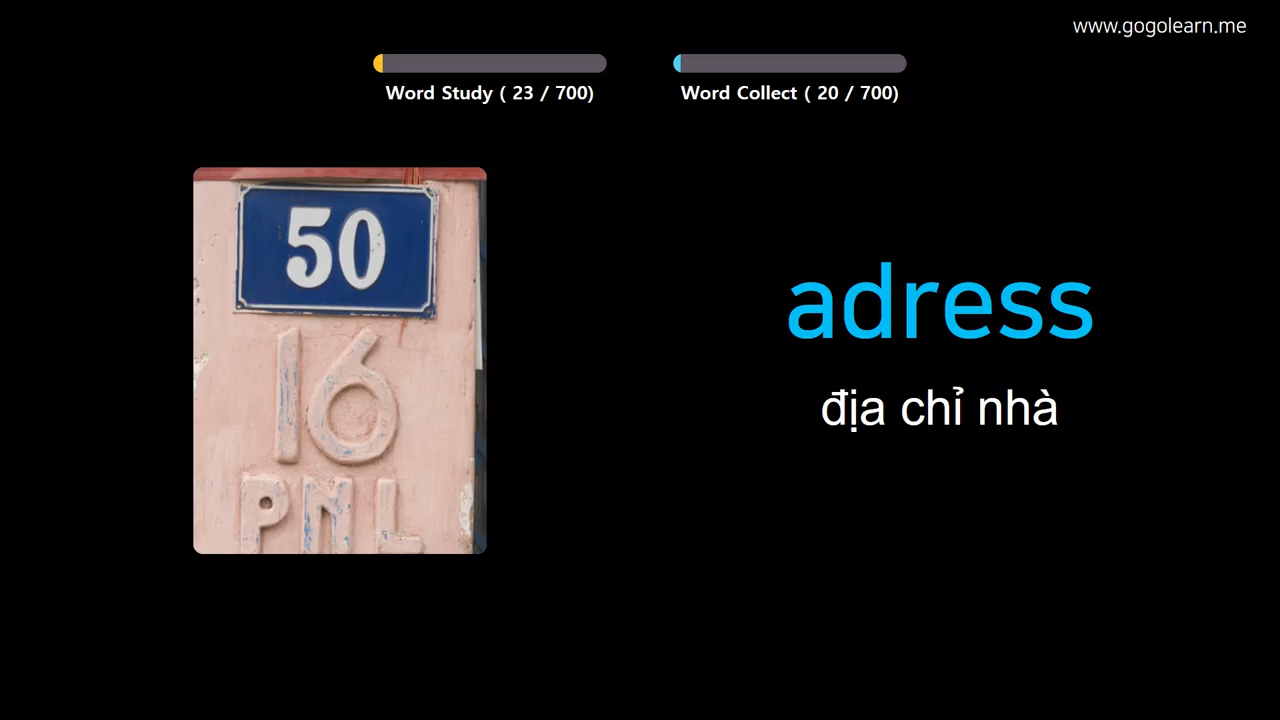 www.gogolearn.me
Word Study ( 23 / 700)
Word Collect ( 20 / 700)
50
16
PNL
adress
địa chỉ nhà